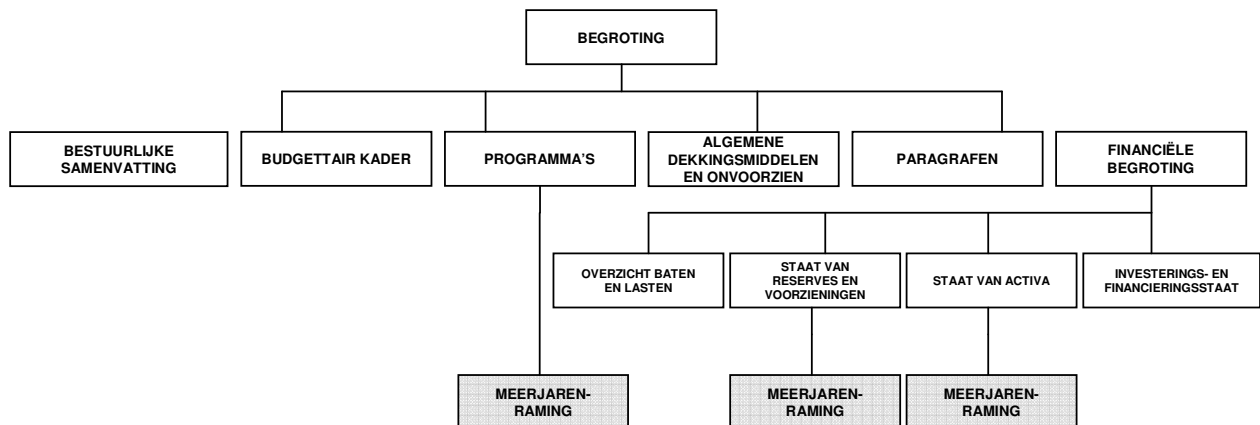 BEGROTING
BESTUURLIJKE
SAMENVATTING
BUDGETTAIR KADER
PROGRAMMA'S
ALGEMENE
DEKKINGSMIDDELEN
EN ONVOORZIEN
PARAGRAFEN
FINANCIËLE
BEGROTING
OVERZICHT BATEN
EN LASTEN
STAAT VAN
RESERVES EN
VOORZIENINGEN
STAAT VAN ACTIVA
INVESTERINGS- EN
FINANCIERINGSSTAAT
MEERJAREN-
RAMING
MEERJAREN-
RAMING
MEERJAREN-
RAMING